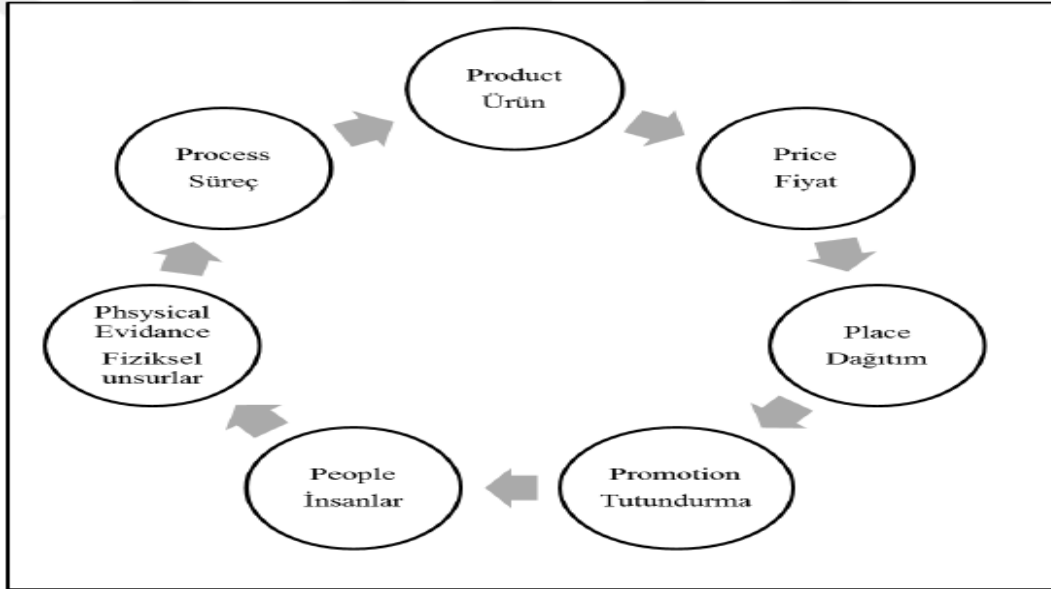 Product
Ürün
Price
Fiyat
Place
Dağıtım
Promotion
Tutundurma
People
İnsanlar
Phsysical
Evidance
Fiziksel
unsurlar
Process
Süreç